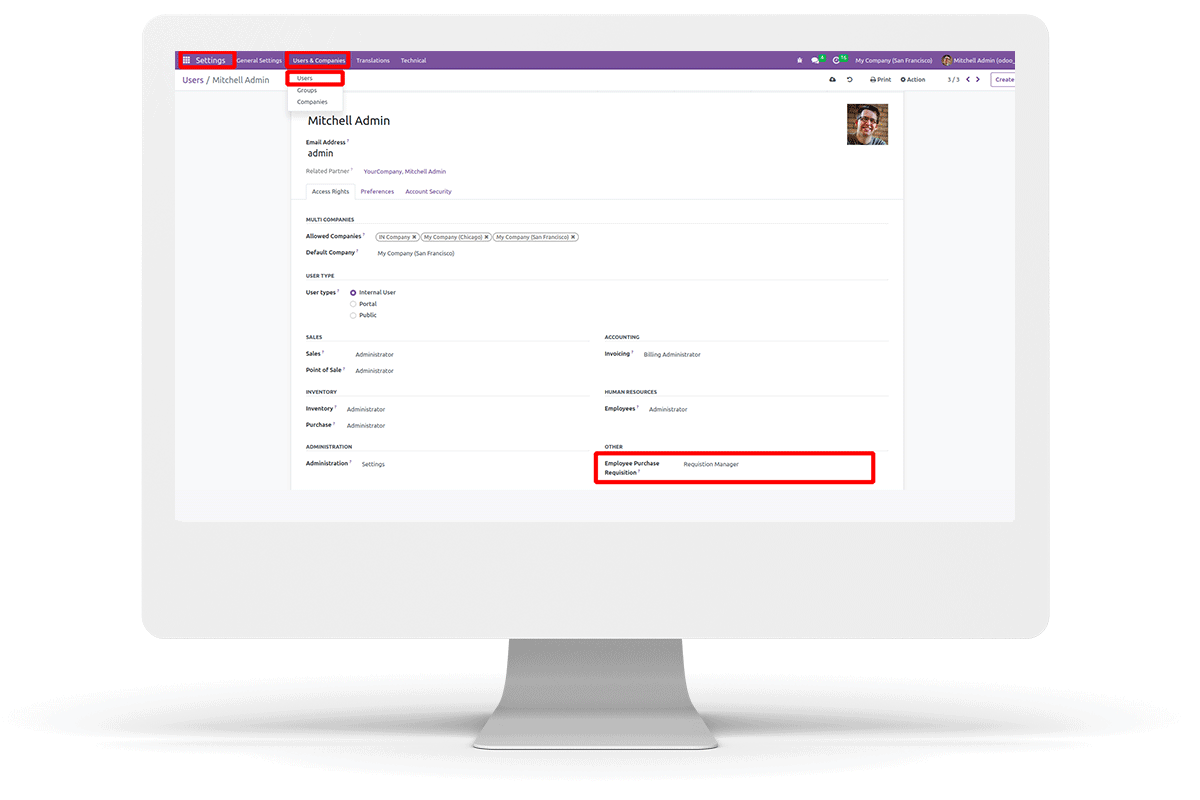 Settings General Settings Users & Companies Translations Technical 4 16 My Company (San Francisco) Mitchell Admin (odoo_
Users / Mitchell Admin Print Action 3 / 3 Create
Users
Groups
Companies
Mitchell Admin
Email Address ?
admin
Related Partner ? YourCompany, Mitchell Admin
Access Rights Preferences Account Security
MULTI COMPANIES
Allowed Companies ? IN Company × My Company (Chicago) × My Company (San Francisco) ×
Default Company ? My Company (San Francisco)
USER TYPE
User types ? Internal User
Portal
Public
SALES ACCOUNTING
Sales ? Administrator Invoicing ? Billing Administrator
Point of Sale ? Administrator
INVENTORY HUMAN RESOURCES
Inventory ? Administrator Employees ? Administrator
Purchase ? Administrator
ADMINISTRATION OTHER
Administration ? Settings Employee Purchase Requistion Manager
Requisition ?